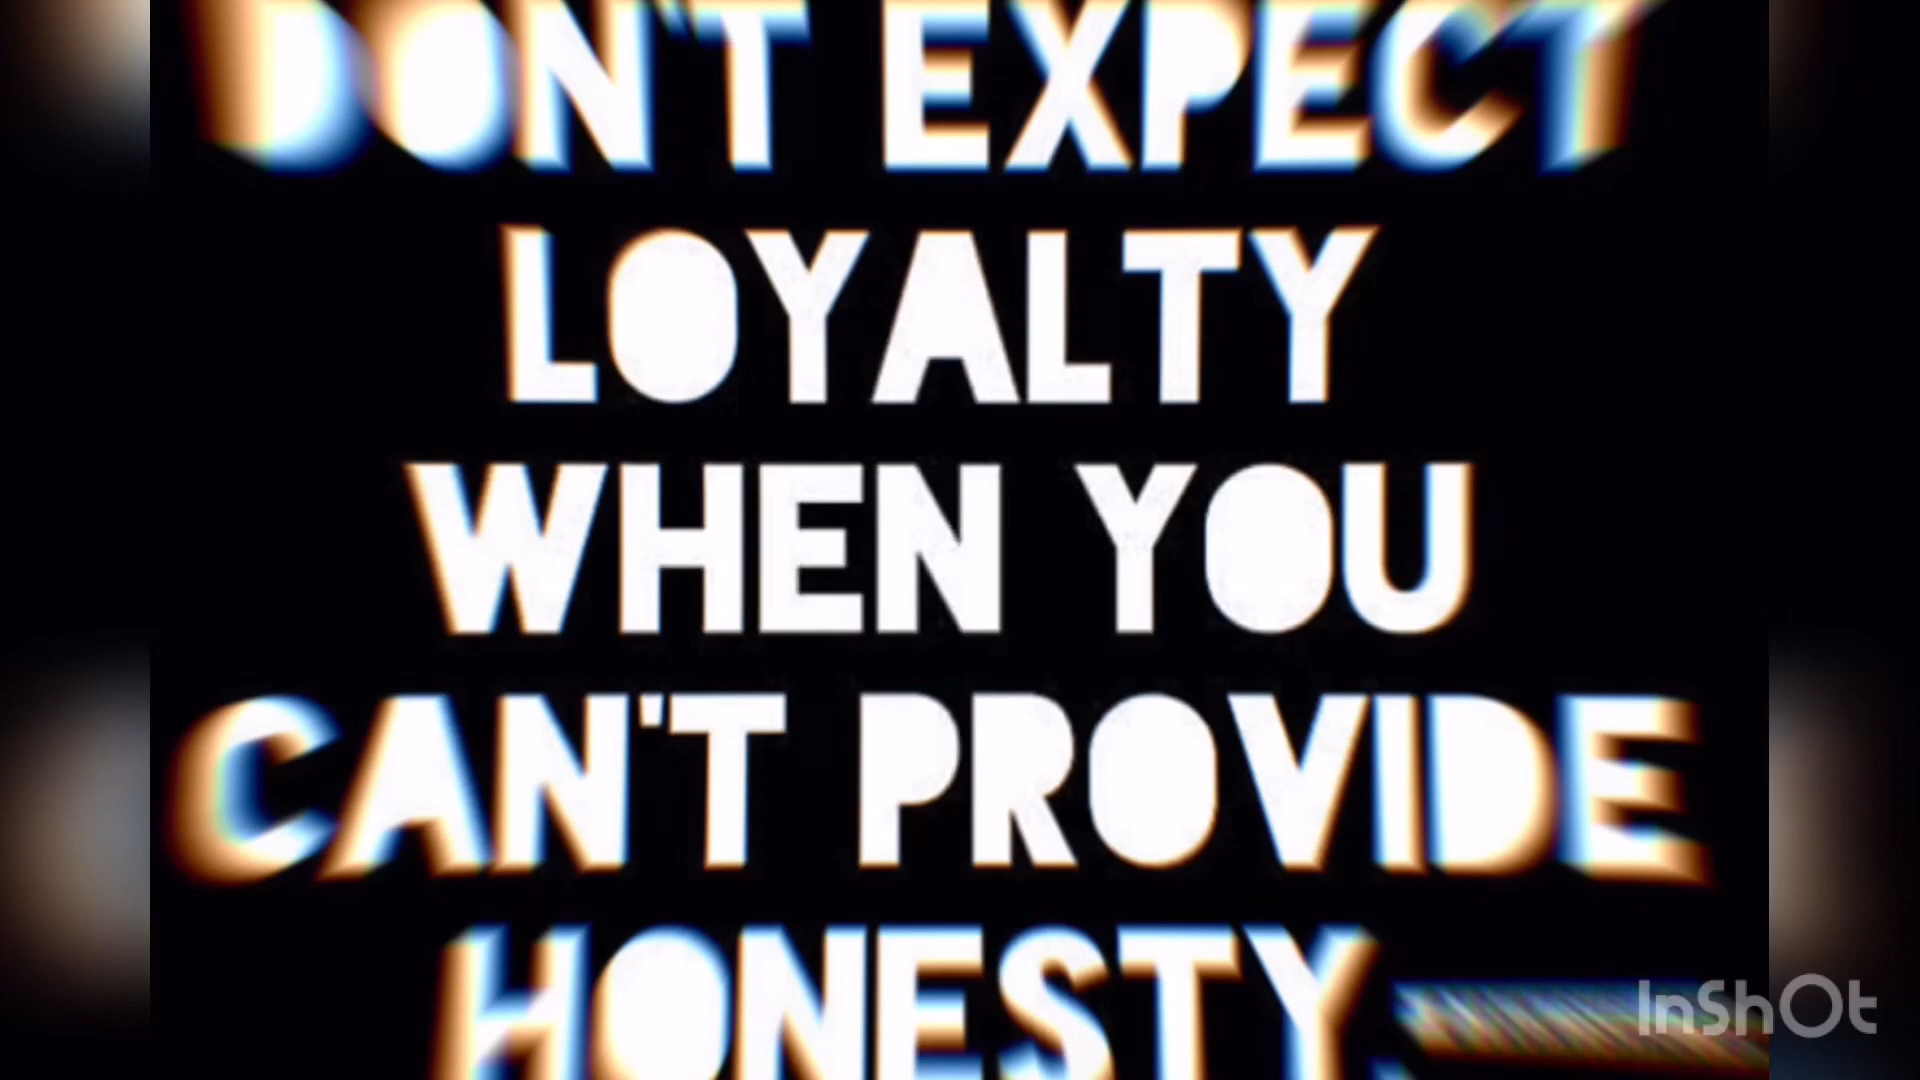 DON'T EXPECT
LOYALTY
WHEN YOU
CAN'T PROVIDE
HONESTY
InShOt